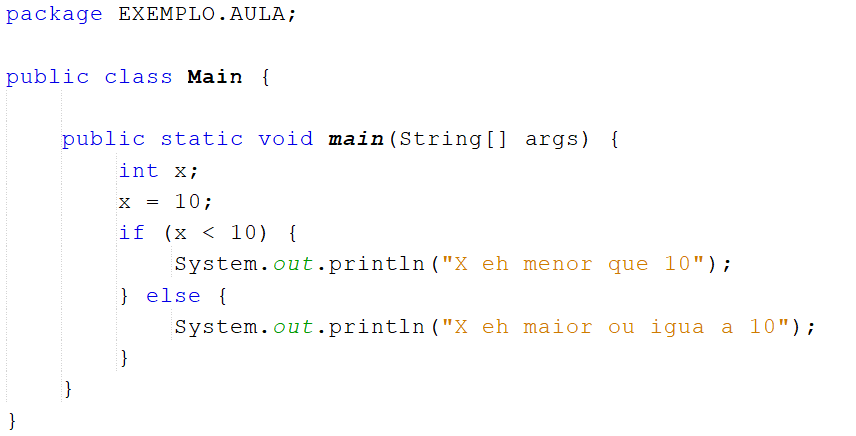 package EXEMPLO.AULA;
public class Main {
public static void main(String[] args) {
int x;
x = 10;
if (x < 10) {
System.out.println("X eh menor que 10");
} else {
System.out.println("X eh maior ou igua a 10");
}
}
}